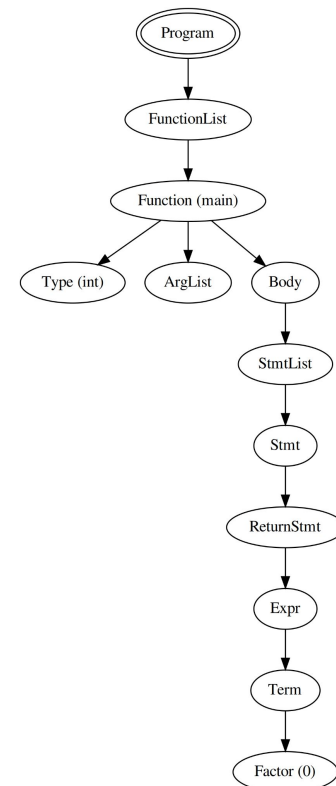 Program
FunctionList
Function (main)
Type (int)
ArgList
Body
StmtList
Stmt
ReturnStmt
Expr
Term
Factor (0)